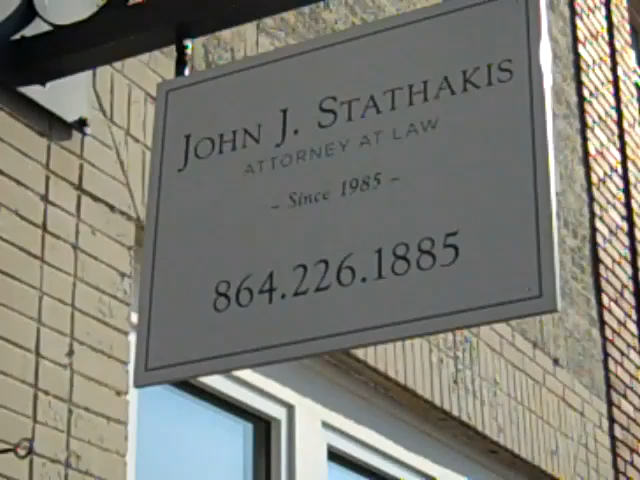 John J. Stathakis
Attorney at Law
~ Since 1985 ~
864.226.1885